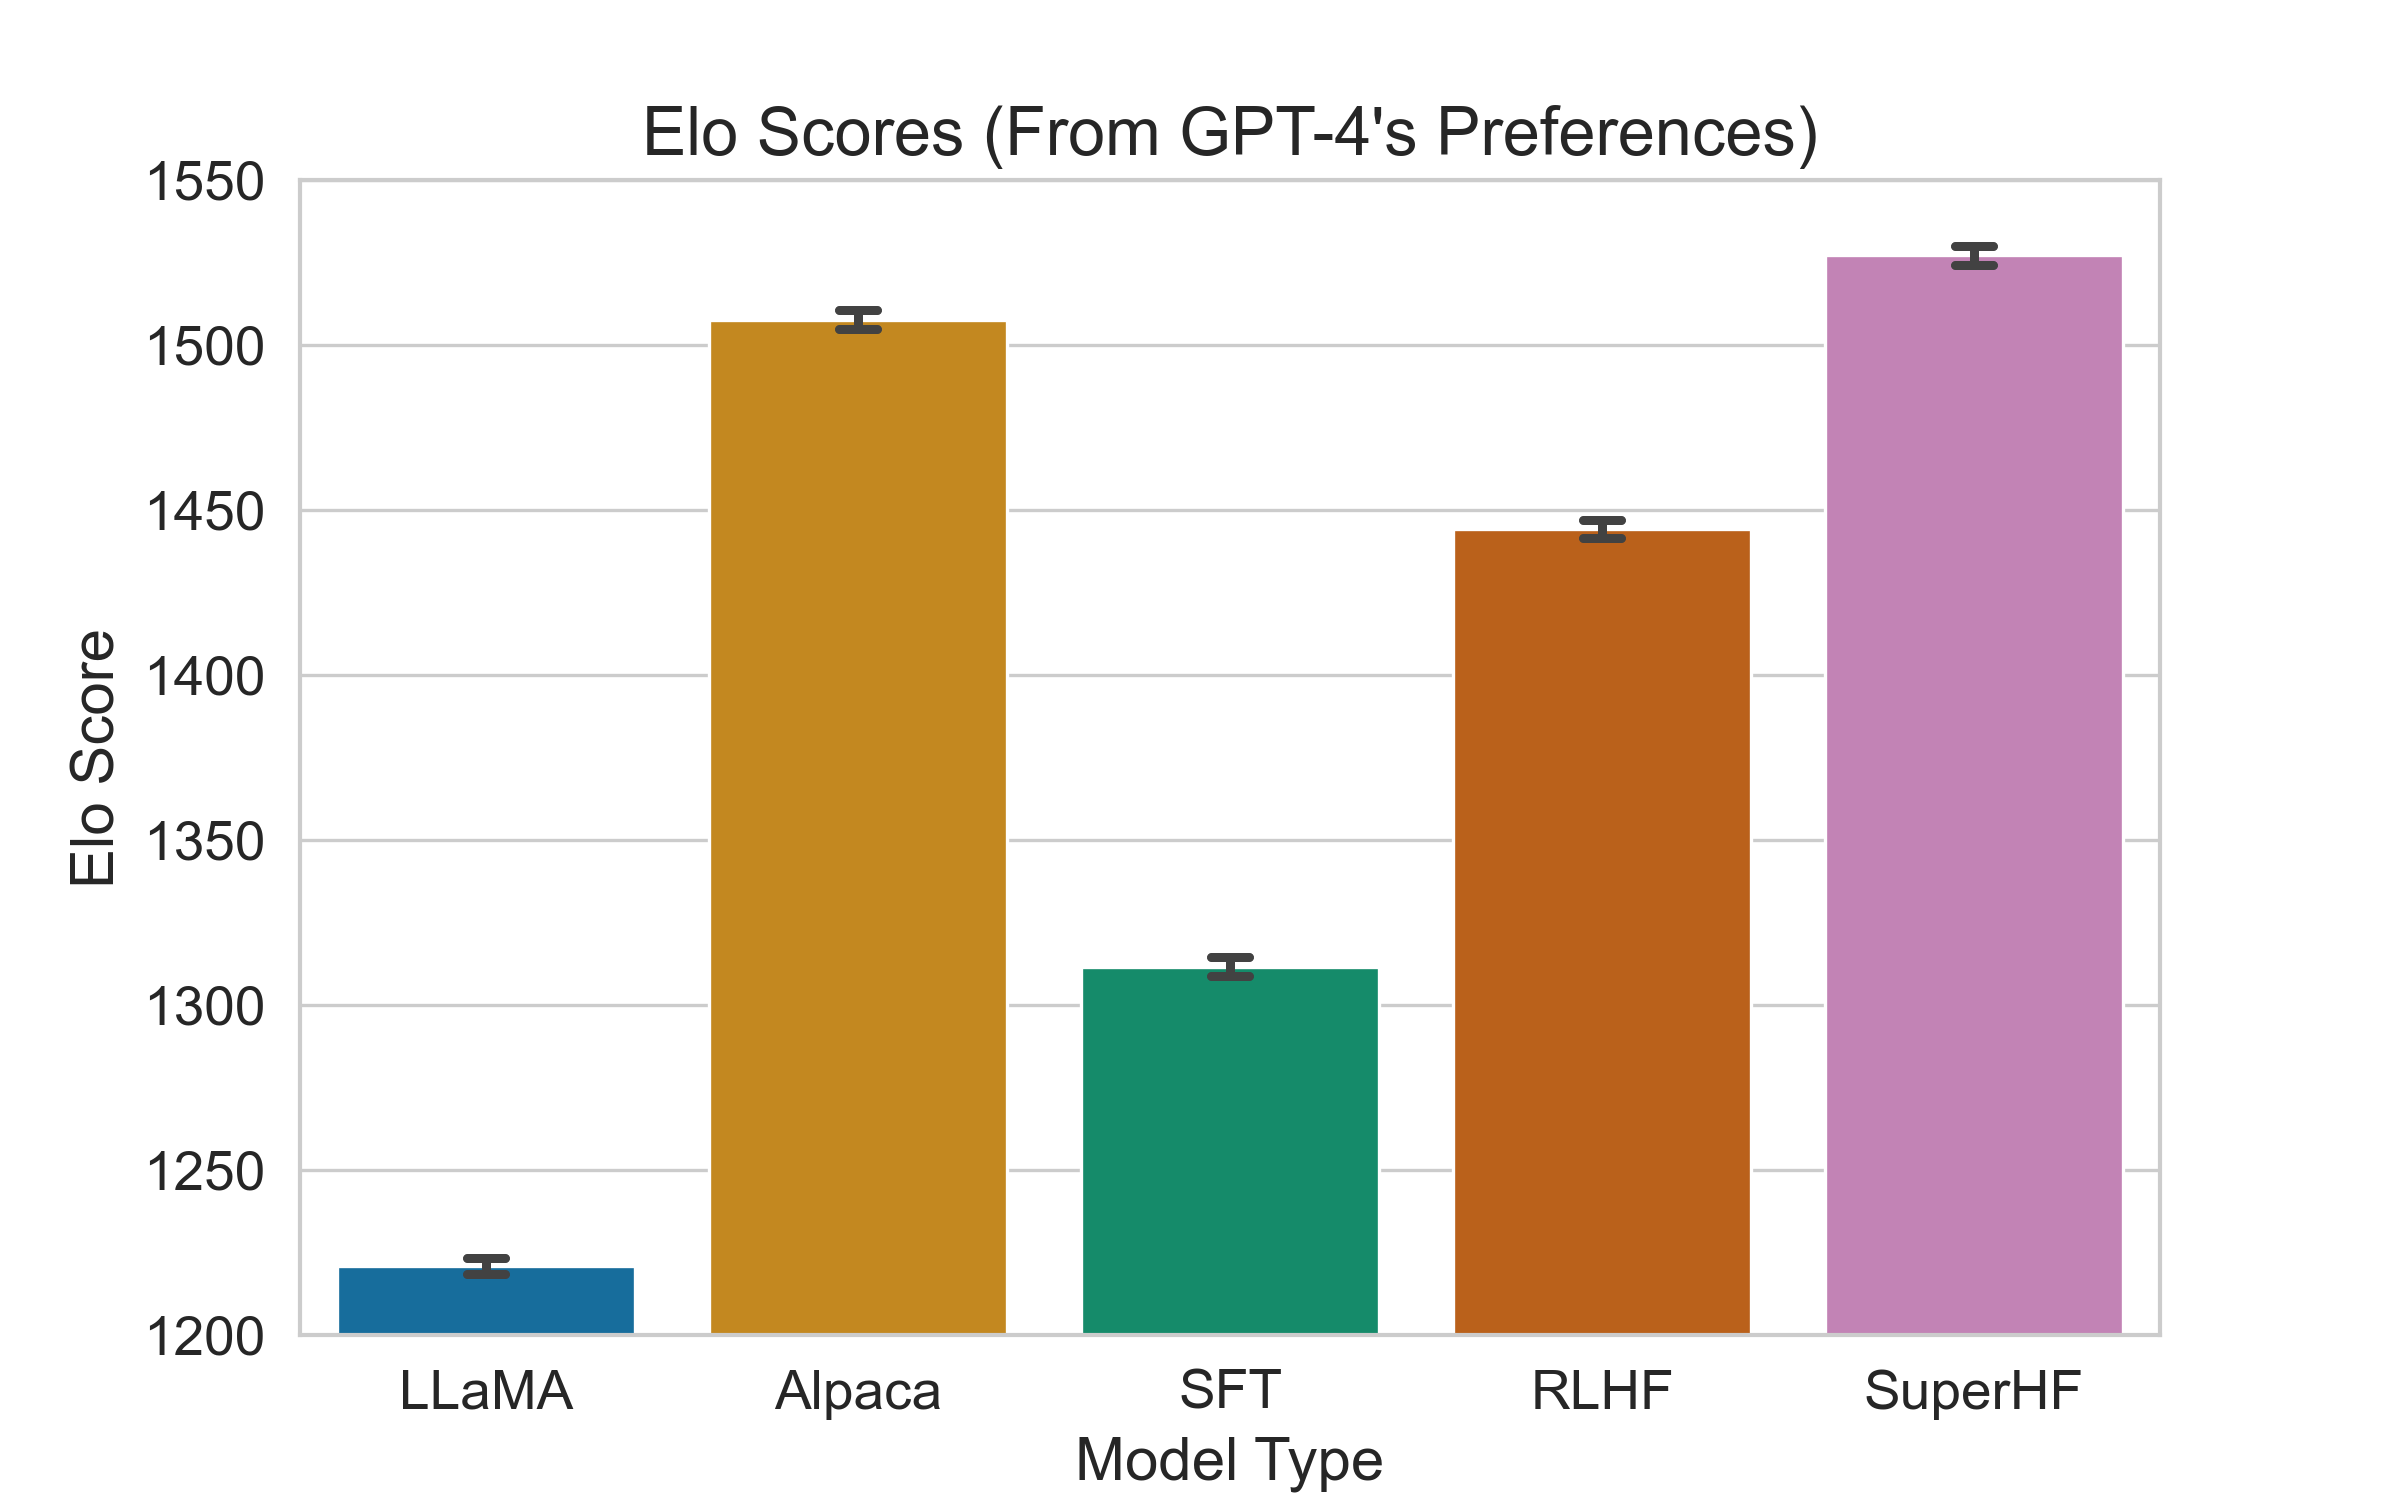 Elo Scores (From GPT-4's Preferences)
1550
1500
1450
1400
1350
1300
1250
1200
Elo Score
LLaMA Alpaca SFT RLHF SuperHF
Model Type